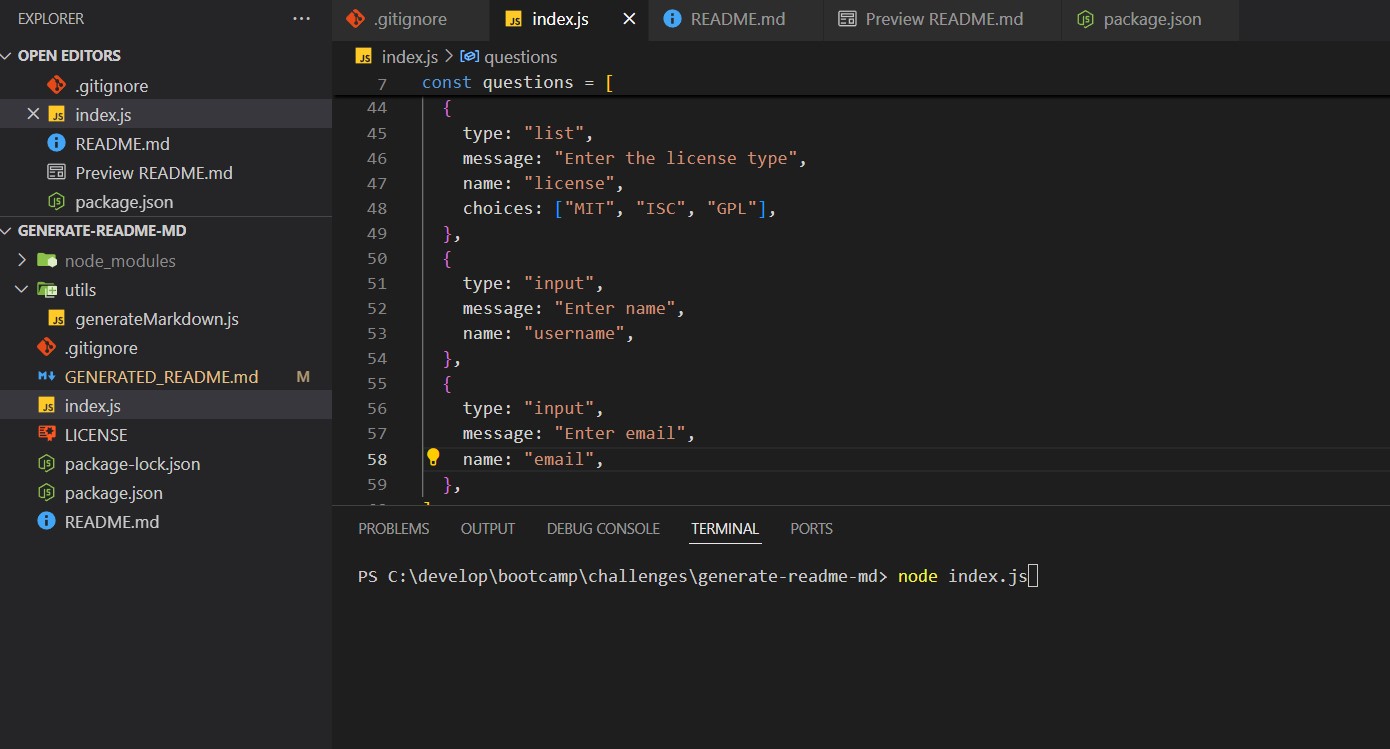 EXPLORER ···
OPEN EDITORS
.gitignore
index.js
README.md
Preview README.md
package.json
GENERATE-README-MD
node_modules
utils
generateMarkdown.js
.gitignore
GENERATED_README.md M
index.js
LICENSE
package-lock.json
package.json
README.md
.gitignore index.js README.md Preview README.md package.json
index.js > questions
7 const questions = [
44 {
45 type: "list",
46 message: "Enter the license type",
47 name: "license",
48 choices: ["MIT", "ISC", "GPL"],
49 },
50 {
51 type: "input",
52 message: "Enter name",
53 name: "username",
54 },
55 {
56 type: "input",
57 message: "Enter email",
58 name: "email",
59 },
PROBLEMS OUTPUT DEBUG CONSOLE TERMINAL PORTS
PS C:\develop\bootcamp\challenges\generate-readme-md> node index.js